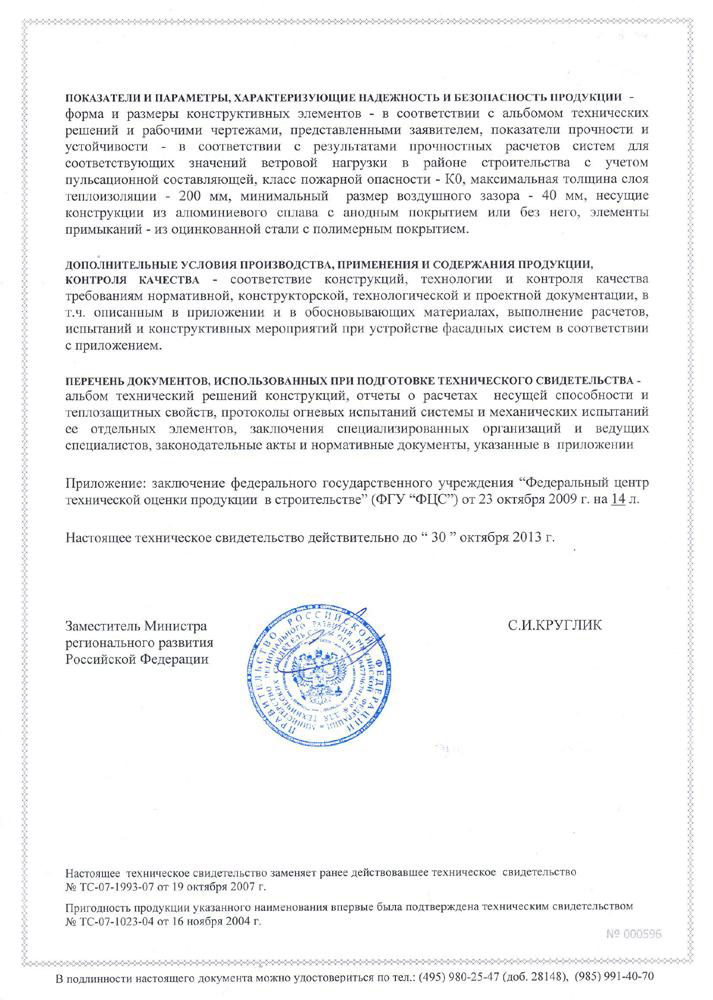 ПОКАЗАТЕЛИ И ПАРАМЕТРЫ, ХАРАКТЕРИЗУЮЩИЕ НАДЕЖНОСТЬ И БЕЗОПАСНОСТЬ ПРОДУКЦИИ -
форма и размеры конструктивных элементов - в соответствии с альбомом технических
решений и рабочими чертежами, представленными заявителем, показатели прочности и
устойчивости - в соответствии с результатами прочностных расчетов систем для
соответствующих значений ветровой нагрузки в районе строительства с учетом
пульсационной составляющей, класс пожарной опасности - К0, максимальная толщина слоя
теплоизоляции - 200 мм, минимальный размер воздушного зазора - 40 мм, несущие
конструкции из алюминиевого сплава с анодным покрытием или без него, элементы
примыканий - из оцинкованной стали с полимерным покрытием.
ДОПОЛНИТЕЛЬНЫЕ УСЛОВИЯ ПРОИЗВОДСТВА, ПРИМЕНЕНИЯ И СОДЕРЖАНИЯ ПРОДУКЦИИ,
КОНТРОЛЯ КАЧЕСТВА - соответствие конструкций, технологии и контроля качества
требованиям нормативной, конструкторской, технологической и проектной документации, в
т.ч. описанным в приложении и в обосновывающих материалах, выполнение расчетов,
испытаний и конструктивных мероприятий при устройстве фасадных систем в соответствии
с приложением.
ПЕРЕЧЕНЬ ДОКУМЕНТОВ, ИСПОЛЬЗОВАННЫХ ПРИ ПОДГОТОВКЕ ТЕХНИЧЕСКОГО СВИДЕТЕЛЬСТВА -
альбом технический решений конструкций, отчеты о расчетах несущей способности и
теплозащитных свойств, протоколы огневых испытаний системы и механических испытаний
ее отдельных элементов, заключения специализированных организаций и ведущих
специалистов, законодательные акты и нормативные документы, указанные в приложении
Приложение: заключение федерального государственного учреждения “Федеральный центр
технической оценки продукции в строительстве” (ФГУ “ФЦС”) от 23 октября 2009 г. на 14 л.
Настоящее техническое свидетельство действительно до “ 30 ” октября 2013 г.
Заместитель Министра
регионального развития
Российской Федерации
С.И.КРУГЛИК
ПРАВИТЕЛЬСТВО РОССИЙСКОЙ ФЕДЕРАЦИИ
МИНИСТЕРСТВО РЕГИОНАЛЬНОГО РАЗВИТИЯ РОССИЙСКОЙ ФЕДЕРАЦИИ
ДЛЯ ТЕХНИЧЕСКИХ СВИДЕТЕЛЬСТВ
Настоящее техническое свидетельство заменяет ранее действовавшее техническое свидетельство
№ ТС-07-1993-07 от 19 октября 2007 г.
Пригодность продукции указанного наименования впервые была подтверждена техническим свидетельством
№ ТС-07-1023-04 от 16 ноября 2004 г.
№ 000596
В подлинности настоящего документа можно удостовериться по тел.: (495) 980-25-47 (доб. 28148), (985) 991-40-70